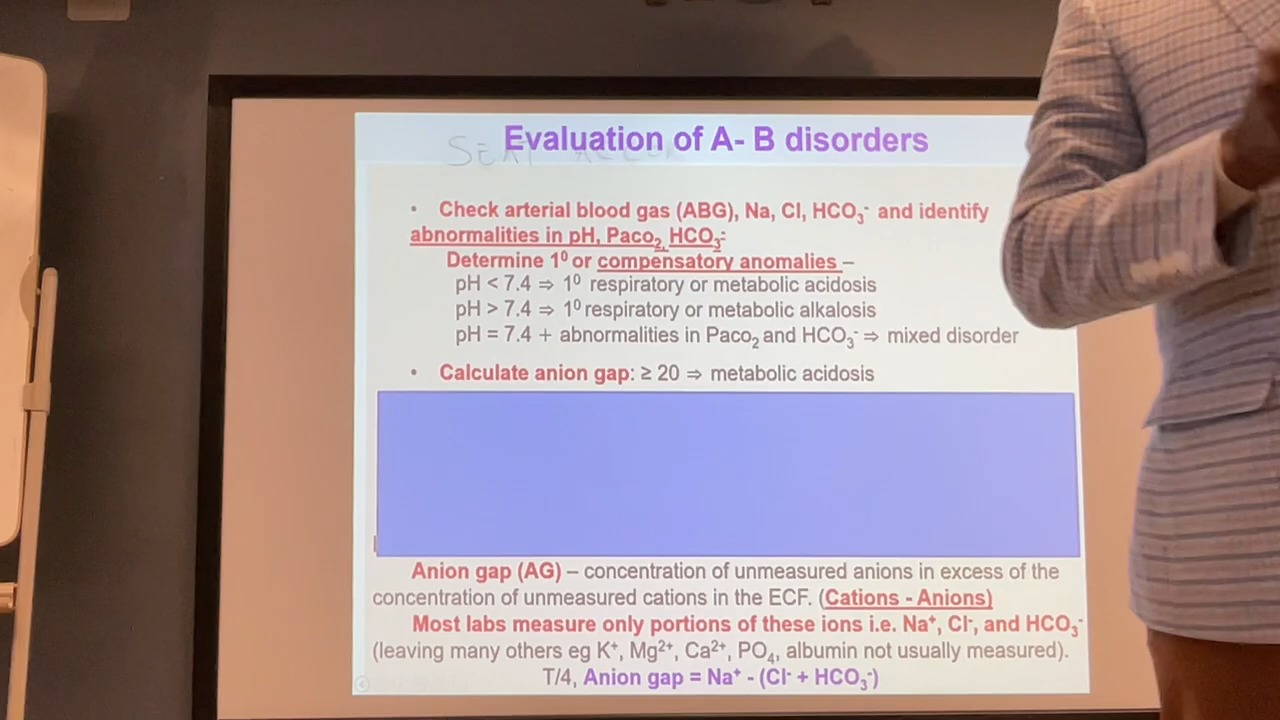 Evaluation of A- B disorders
• Check arterial blood gas (ABG), Na, Cl, HCO₃⁻ and identify
abnormalities in pH, Paco₂, HCO₃⁻:
Determine 1⁰ or compensatory anomalies –
pH < 7.4 ⇒ 1⁰ respiratory or metabolic acidosis
pH > 7.4 ⇒ 1⁰ respiratory or metabolic alkalosis
pH = 7.4 + abnormalities in Paco₂ and HCO₃⁻ ⇒ mixed disorder
• Calculate anion gap: ≥ 20 ⇒ metabolic acidosis
Anion gap (AG) – concentration of unmeasured anions in excess of the
concentration of unmeasured cations in the ECF. (Cations - Anions)
Most labs measure only portions of these ions i.e. Na⁺, Cl⁻, and HCO₃⁻
(leaving many others eg K⁺, Mg²⁺, Ca²⁺, PO₄, albumin not usually measured).
T/4, Anion gap = Na⁺ - (Cl⁻ + HCO₃⁻)